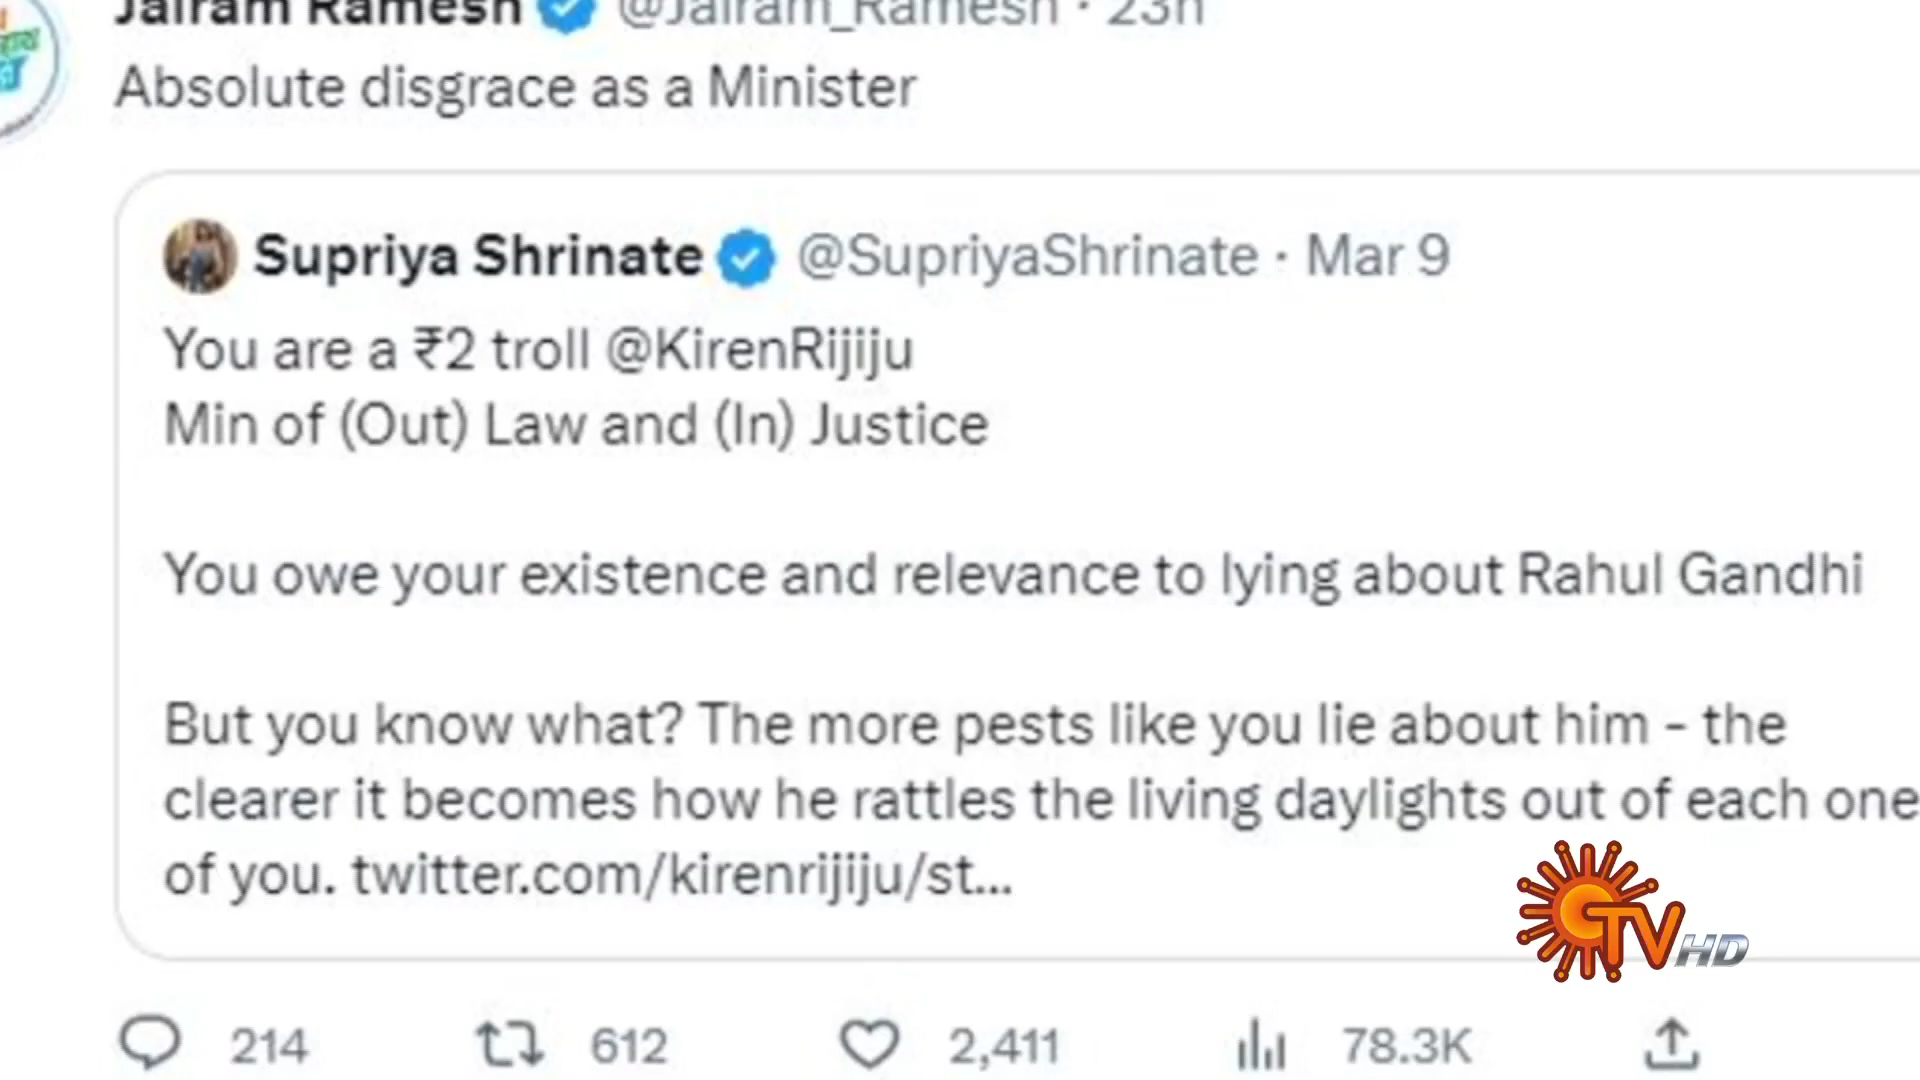 Jairam Ramesh @Jairam_Ramesh · 23h
Absolute disgrace as a Minister
Supriya Shrinate @SupriyaShrinate · Mar 9
You are a ₹2 troll @KirenRijiju
Min of (Out) Law and (In) Justice
You owe your existence and relevance to lying about Rahul Gandhi
But you know what? The more pests like you lie about him - the
clearer it becomes how he rattles the living daylights out of each one
of you. twitter.com/kirenrijiju/st...
TV HD
214 612 2,411 78.3K